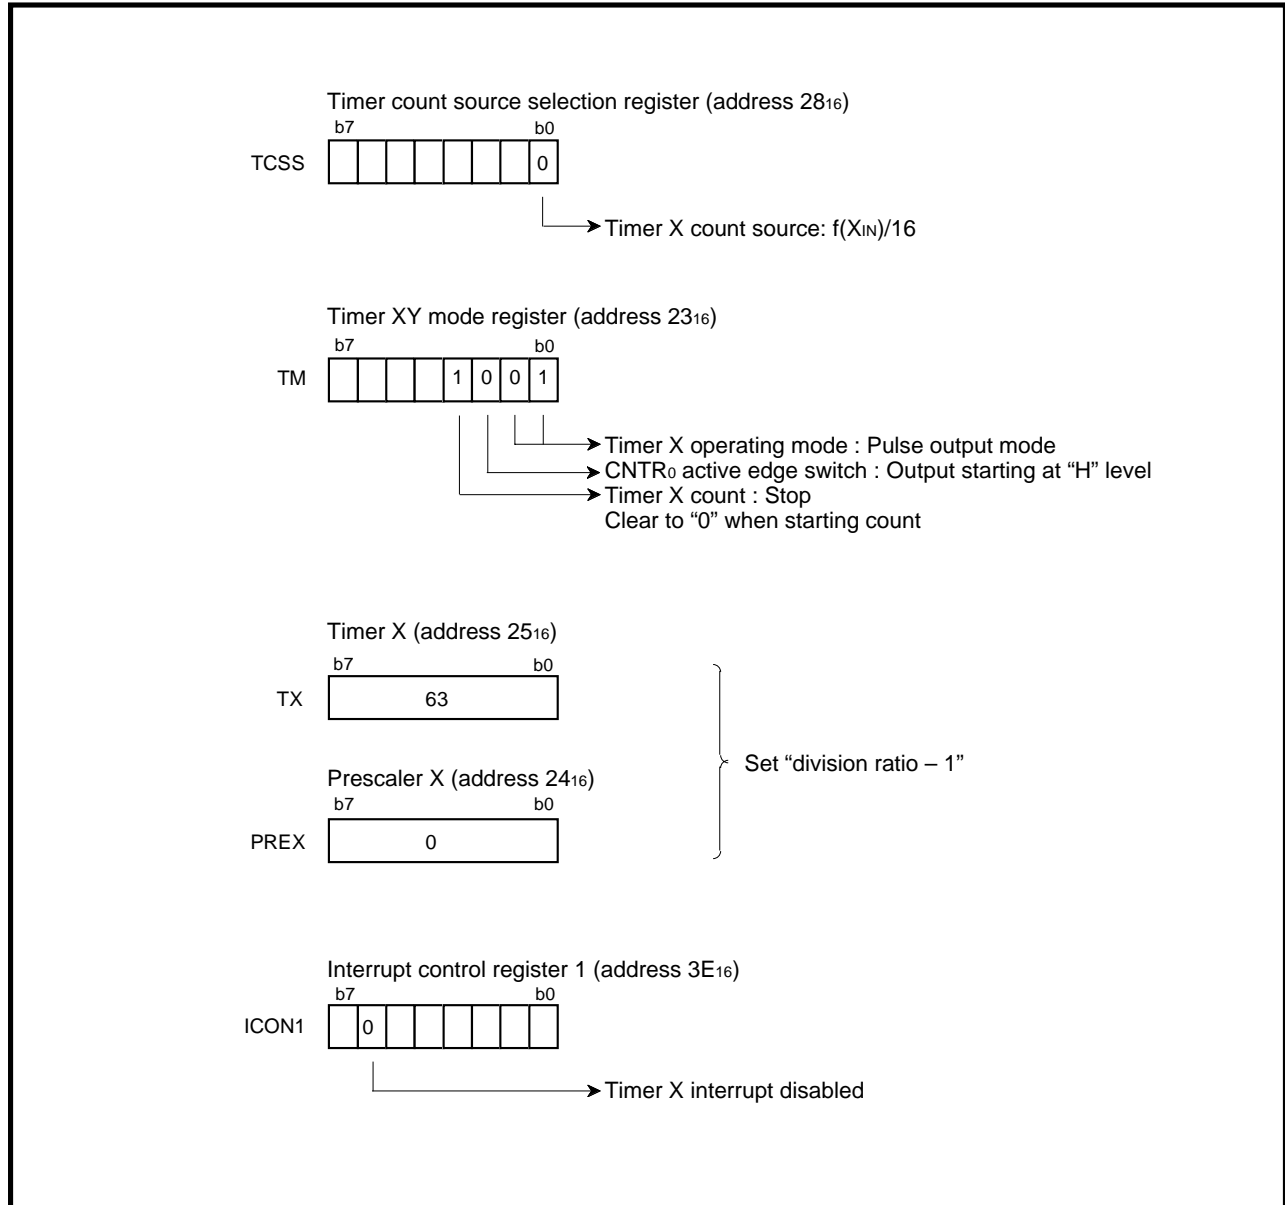 Timer count source selection register (address 28₁₆)
b7 b0
TCSS 0
Timer X count source: f(XIN)/16
Timer XY mode register (address 23₁₆)
b7 b0
TM 1 0 0 1
Timer X operating mode : Pulse output mode
CNTR₀ active edge switch : Output starting at “H” level
Timer X count : Stop
Clear to “0” when starting count
Timer X (address 25₁₆)
b7 b0
TX 63
Set “division ratio – 1”
Prescaler X (address 24₁₆)
b7 b0
PREX 0
Interrupt control register 1 (address 3E₁₆)
b7 b0
ICON1 0
Timer X interrupt disabled